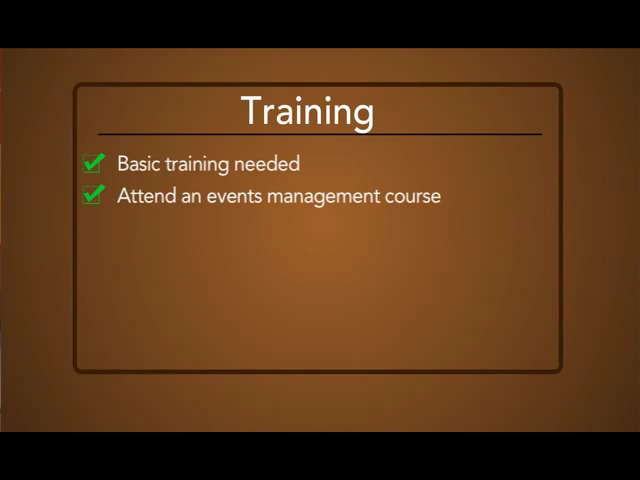 Training
Basic training needed
Attend an events management course